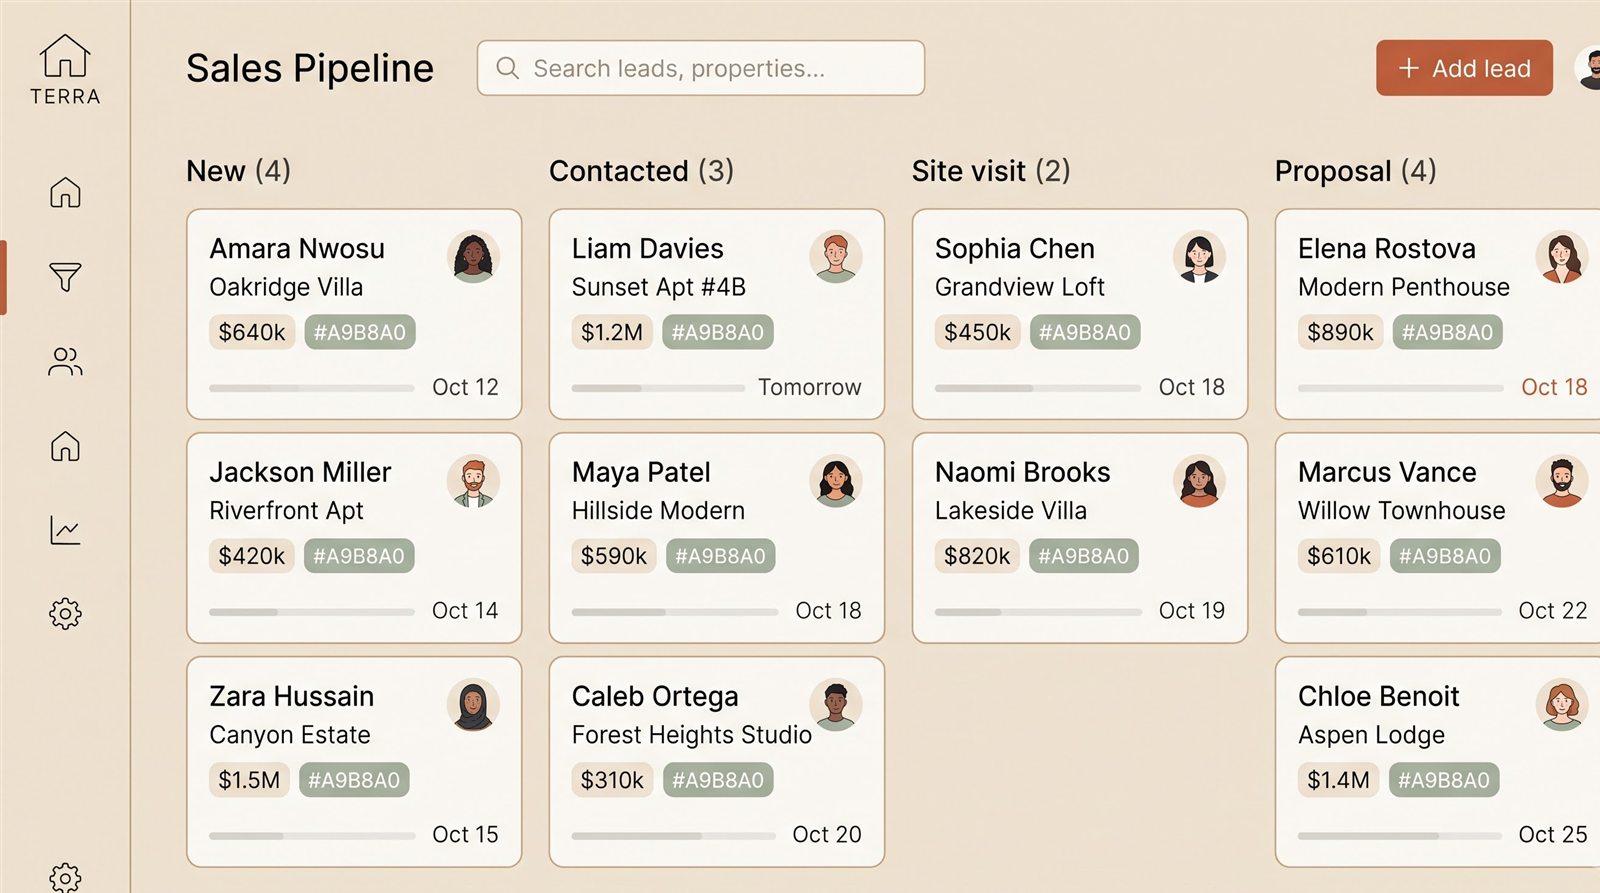 TERRA
Sales Pipeline
Search leads, properties...
+ Add lead
New (4)
Amara Nwosu
Oakridge Villa
$640k #A9B8A0
Oct 12
Jackson Miller
Riverfront Apt
$420k #A9B8A0
Oct 14
Zara Hussain
Canyon Estate
$1.5M #A9B8A0
Oct 15
Contacted (3)
Liam Davies
Sunset Apt #4B
$1.2M #A9B8A0
Tomorrow
Maya Patel
Hillside Modern
$590k #A9B8A0
Oct 18
Caleb Ortega
Forest Heights Studio
$310k #A9B8A0
Oct 20
Site visit (2)
Sophia Chen
Grandview Loft
$450k #A9B8A0
Oct 18
Naomi Brooks
Lakeside Villa
$820k #A9B8A0
Oct 19
Proposal (4)
Elena Rostova
Modern Penthouse
$890k #A9B8A0
Oct 18
Marcus Vance
Willow Townhouse
$610k #A9B8A0
Oct 22
Chloe Benoit
Aspen Lodge
$1.4M #A9B8A0
Oct 25